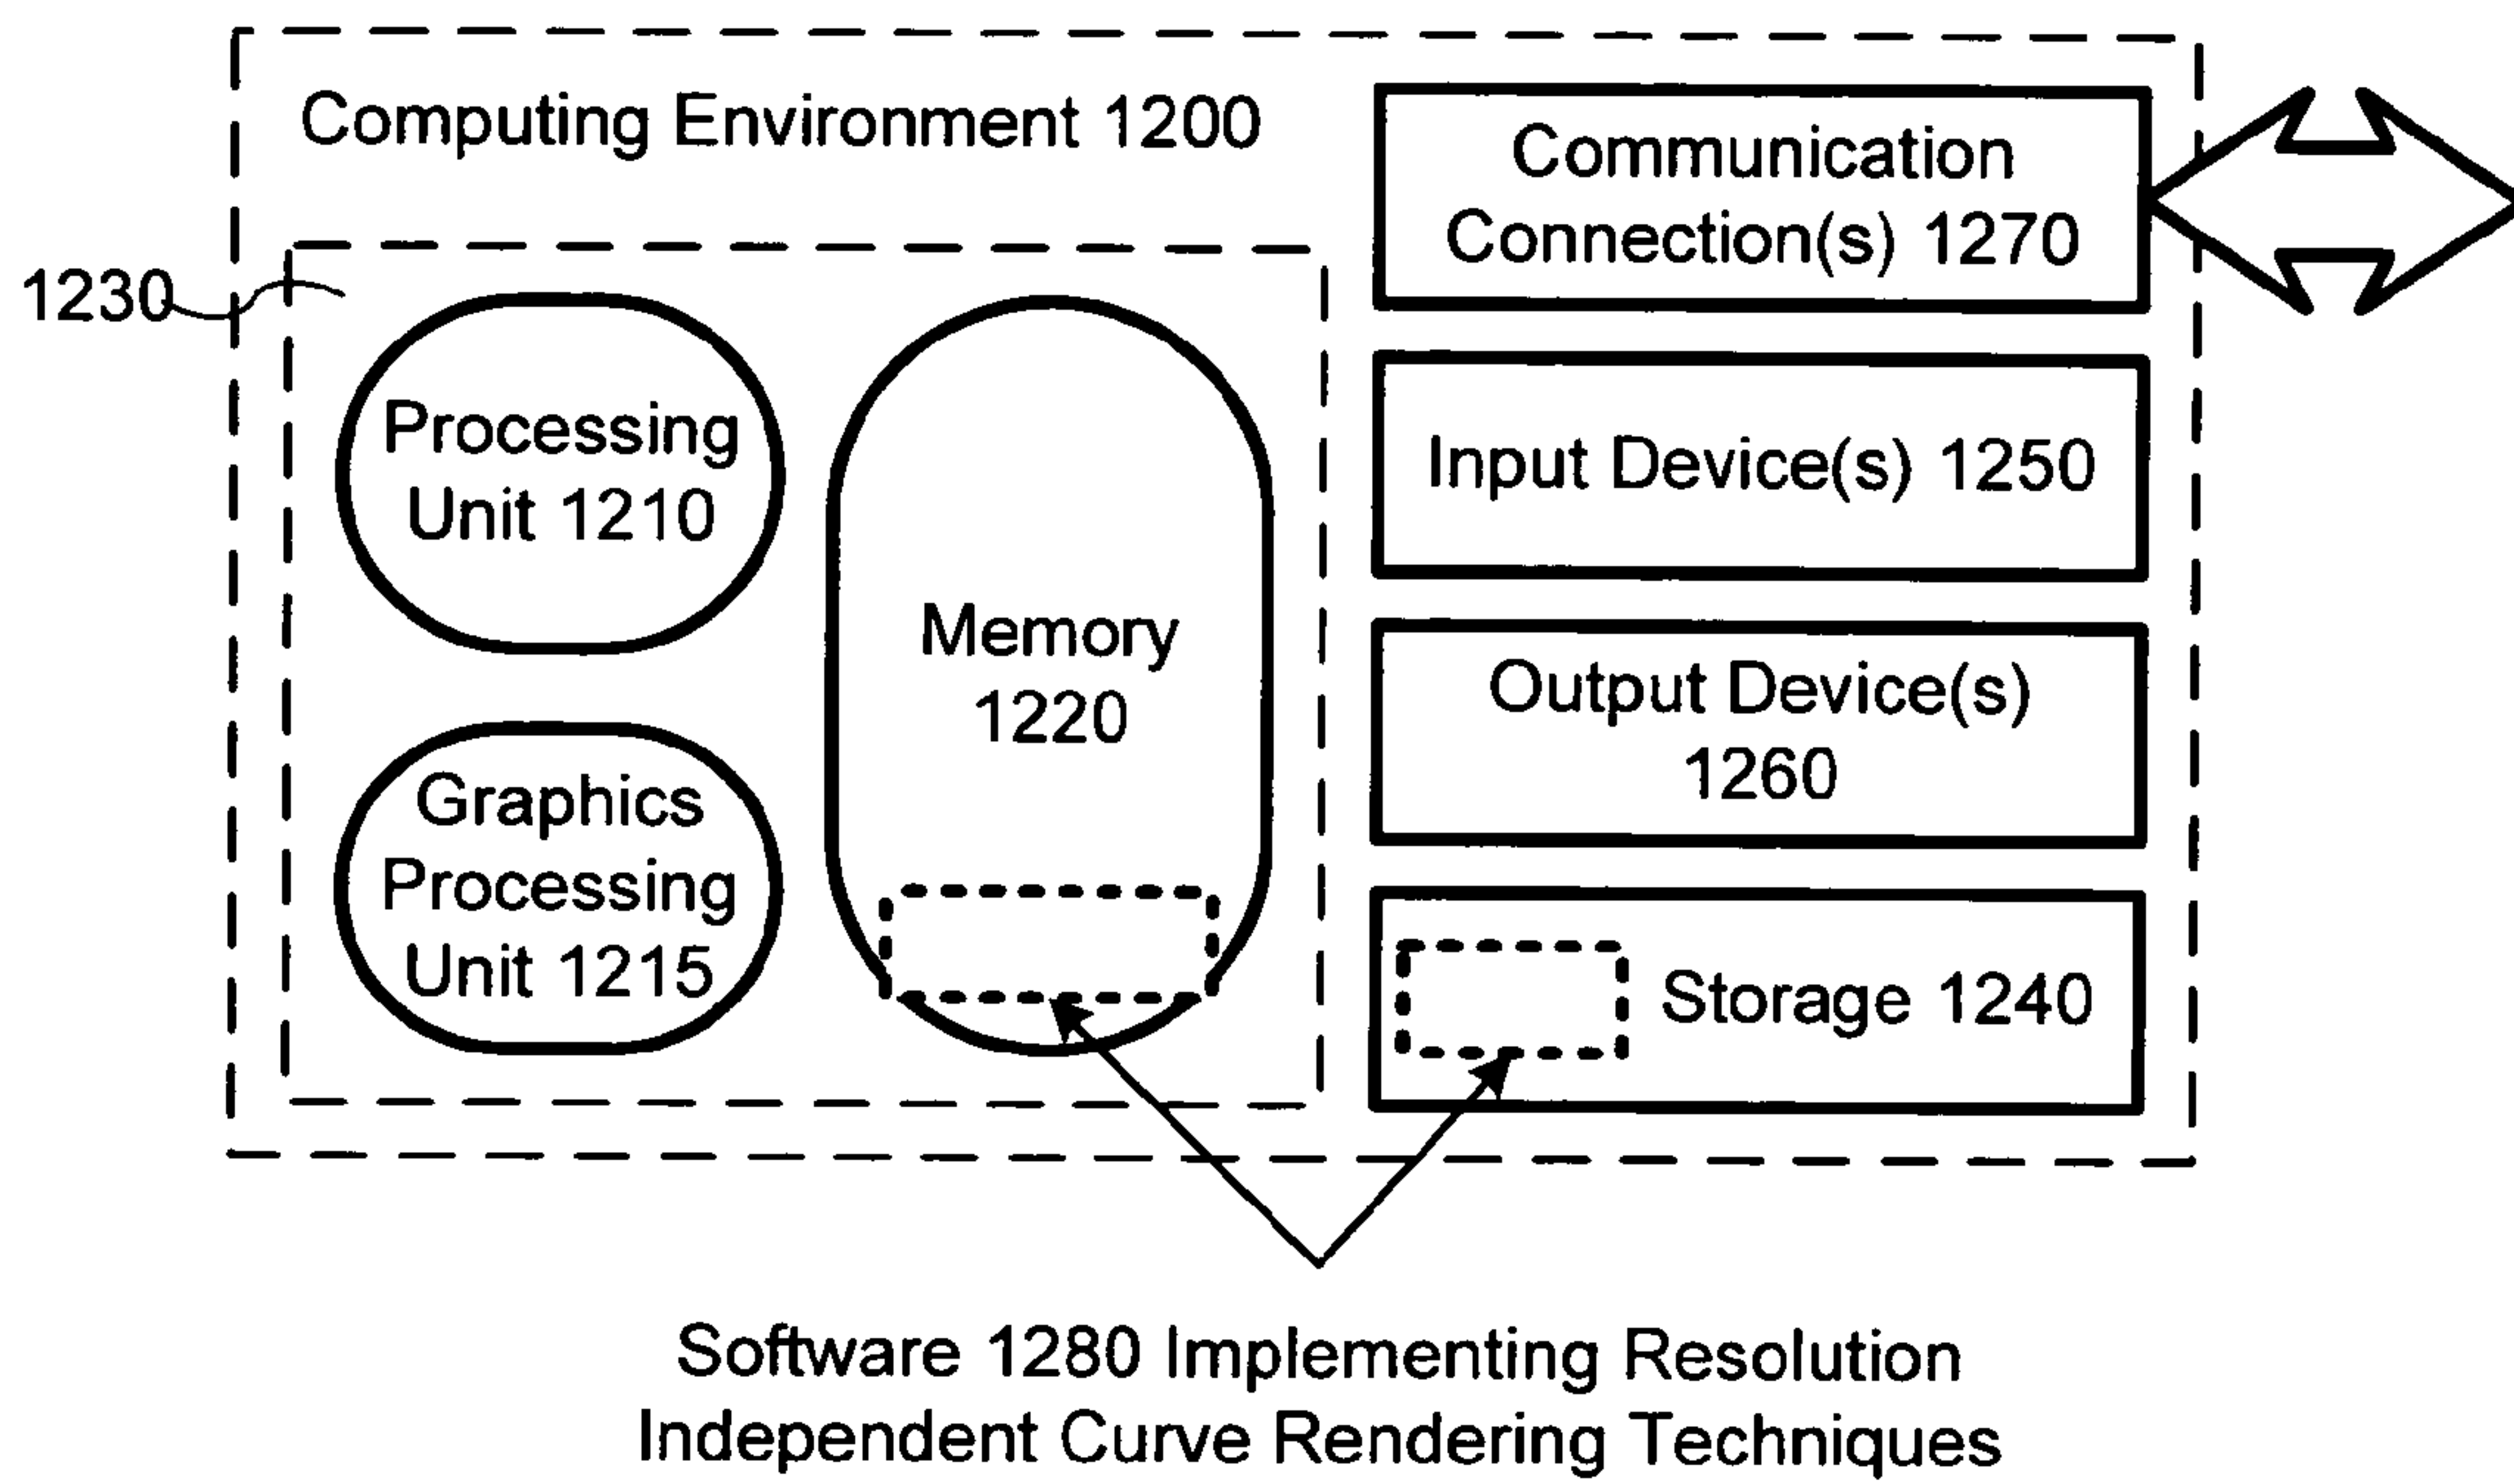 Computing Environment 1200
Communication
Connection(s) 1270
1230
Processing
Unit 1210
Input Device(s) 1250
Memory
1220
Output Device(s)
1260
Graphics
Processing
Unit 1215
Storage 1240
Software 1280 Implementing Resolution
Independent Curve Rendering Techniques